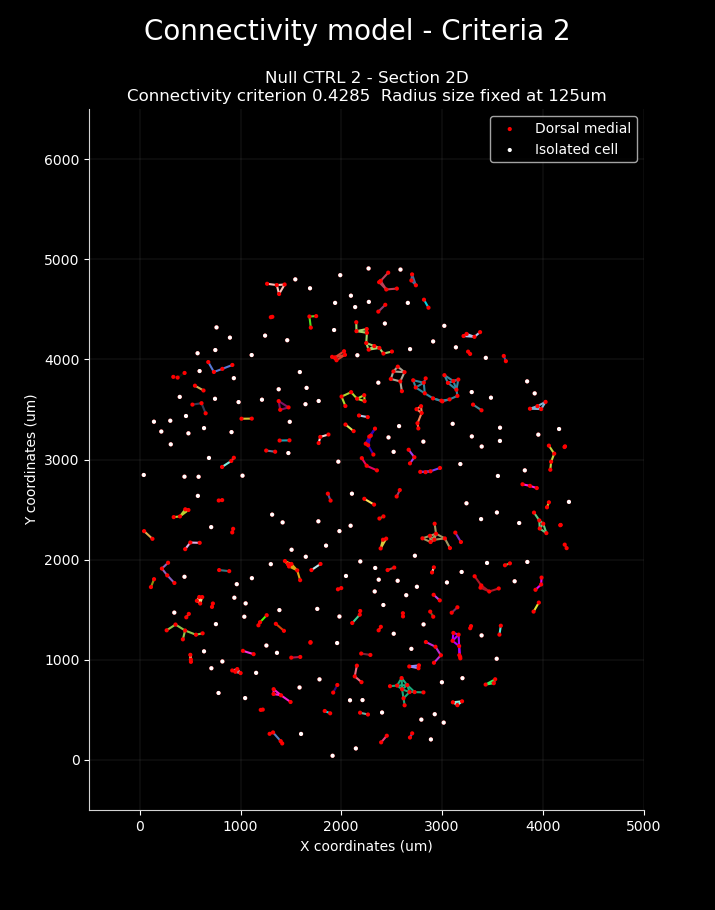 Connectivity model - Criteria 2
Null CTRL 2 - Section 2D
Connectivity criterion 0.4285  Radius size fixed at 125um
Dorsal medial
Isolated cell
6000
5000
4000
3000
2000
1000
0
Y coordinates (um)
0
1000
2000
3000
4000
5000
X coordinates (um)